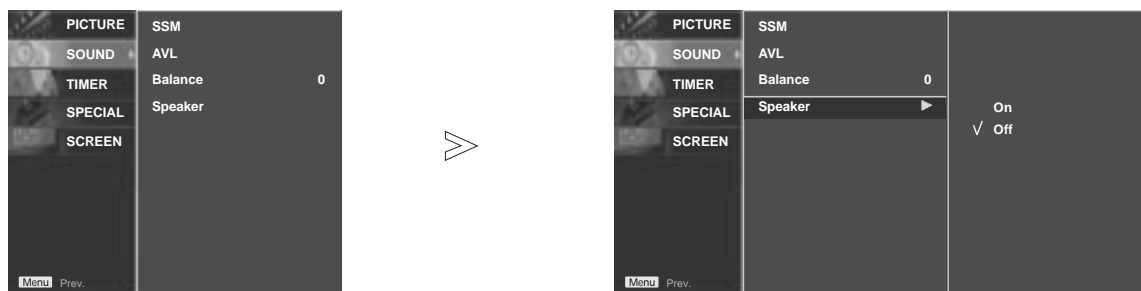 PICTURE
SOUND
TIMER
SPECIAL
SCREEN
SSM
AVL
Balance 0
Speaker
Menu Prev.
PICTURE
SOUND
TIMER
SPECIAL
SCREEN
SSM
AVL
Balance 0
Speaker ▶
On
√ Off
Menu Prev.